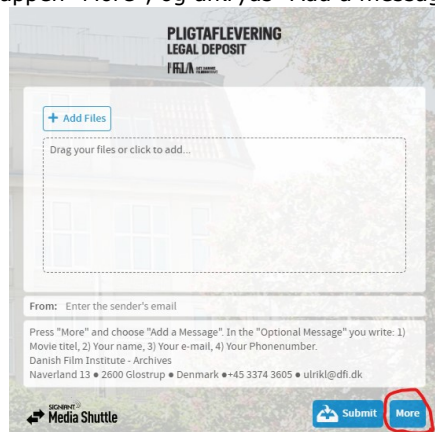 "More", og
"Add a Message
PLIGTAFLEVERING
LEGAL DEPOSIT
+ Add Files
Drag your files or click to add...
From: Enter the sender's email
Press "More" and choose "Add a Message". In the "Optional Message" you write: 1)
Movie titel, 2) Your name, 3) Your e-mail, 4) Your Phonenumber.
Danish Film Institute - Archives
Naverland 13 ● 2600 Glostrup ● Denmark ●+45 3374 3605 ● ulrikl@dfi.dk
SIGNIANT
Media Shuttle
Submit
More